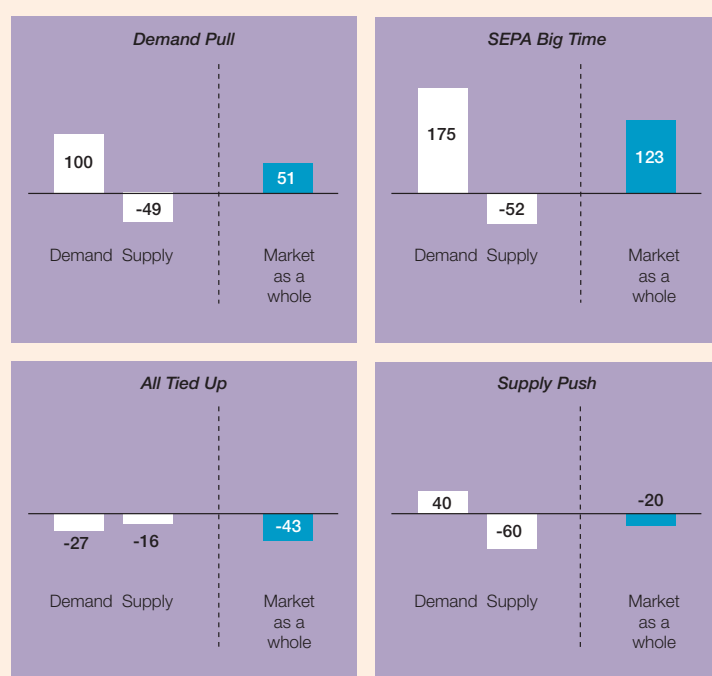 Demand Pull
100
-49
51
Demand Supply
Market
as a
whole
SEPA Big Time
175
-52
123
Demand Supply
Market
as a
whole
All Tied Up
-27
-16
-43
Demand Supply
Market
as a
whole
Supply Push
40
-60
-20
Demand Supply
Market
as a
whole